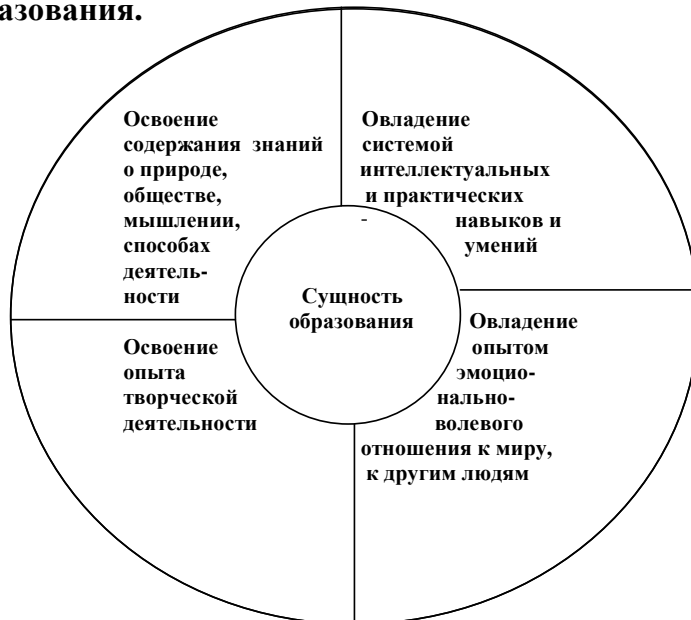 азования.
Освоение
содержания знаний
о природе,
обществе,
мышлении,
способах
деятель-
ности
Овладение
системой
интеллектуальных
и практических
- навыков и
умений
Сущность
образования
Освоение
опыта
творческой
деятельности
Овладение
опытом
эмоцио-
нально-
волевого
отношения к миру,
к другим людям